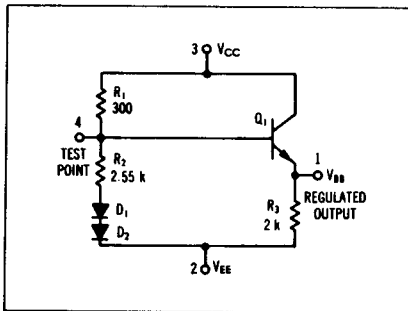 3 VCC
R1
300
Q1
4
TEST
POINT
R2
2.55 k
1
VBB
REGULATED
OUTPUT
D1
R3
2 k
D2
2 VEE